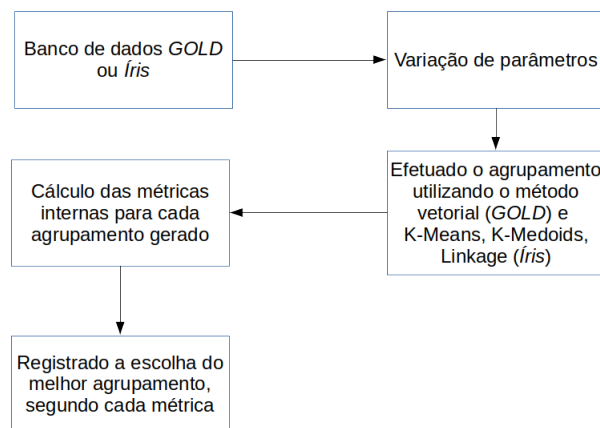 Banco de dados GOLD
ou Íris
Variação de parâmetros
Efetuado o agrupamento
utilizando o método
vetorial (GOLD) e
K-Means, K-Medoids,
Linkage (Íris)
Cálculo das métricas
internas para cada
agrupamento gerado
Registrado a escolha do
melhor agrupamento,
segundo cada métrica